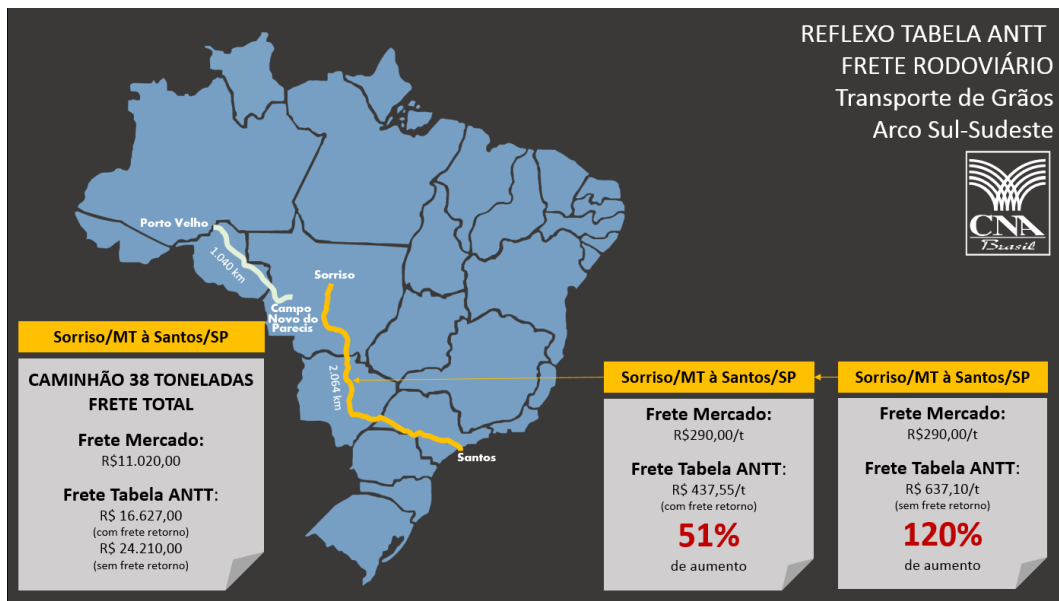 REFLEXO TABELA ANTT
FRETE RODOVIÁRIO
Transporte de Grãos
Arco Sul-Sudeste
CNA
Brasil
Porto Velho
1.040 km
Campo
Novo do
Parecis
Sorriso
2.064 km
Santos
Sorriso/MT à Santos/SP
CAMINHÃO 38 TONELADAS
FRETE TOTAL
Frete Mercado:
R$11.020,00
Frete Tabela ANTT:
R$ 16.627,00
(com frete retorno)
R$ 24.210,00
(sem frete retorno)
Sorriso/MT à Santos/SP
Frete Mercado:
R$290,00/t
Frete Tabela ANTT:
R$ 437,55/t
(com frete retorno)
51%
de aumento
Sorriso/MT à Santos/SP
Frete Mercado:
R$290,00/t
Frete Tabela ANTT:
R$ 637,10/t
(sem frete retorno)
120%
de aumento